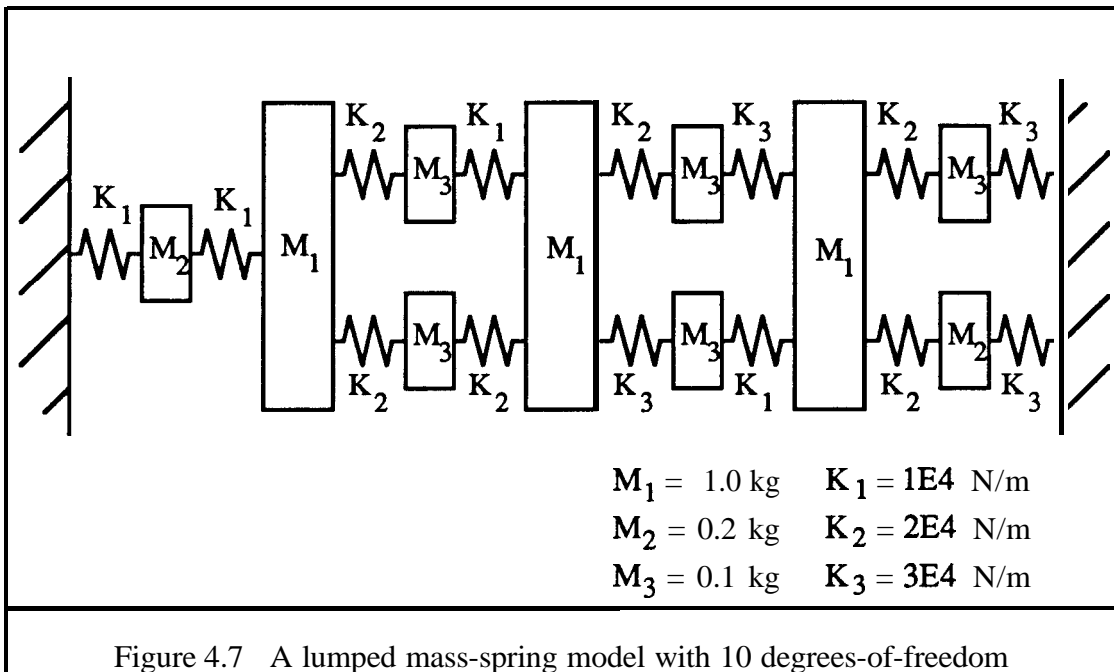 K₂ K₁ K₂ K₃ K₂ K₃
M₃ M₃ M₃
K₁ K₁
M₂ M₁ M₁ M₁
M₃ M₃ M₂
K₂ K₂ K₃ K₁ K₂ K₃
M₁ = 1.0 kg K₁ = 1E4 N/m
M₂ = 0.2 kg K₂ = 2E4 N/m
M₃ = 0.1 kg K₃ = 3E4 N/m
Figure 4.7 A lumped mass-spring model with 10 degrees-of-freedom